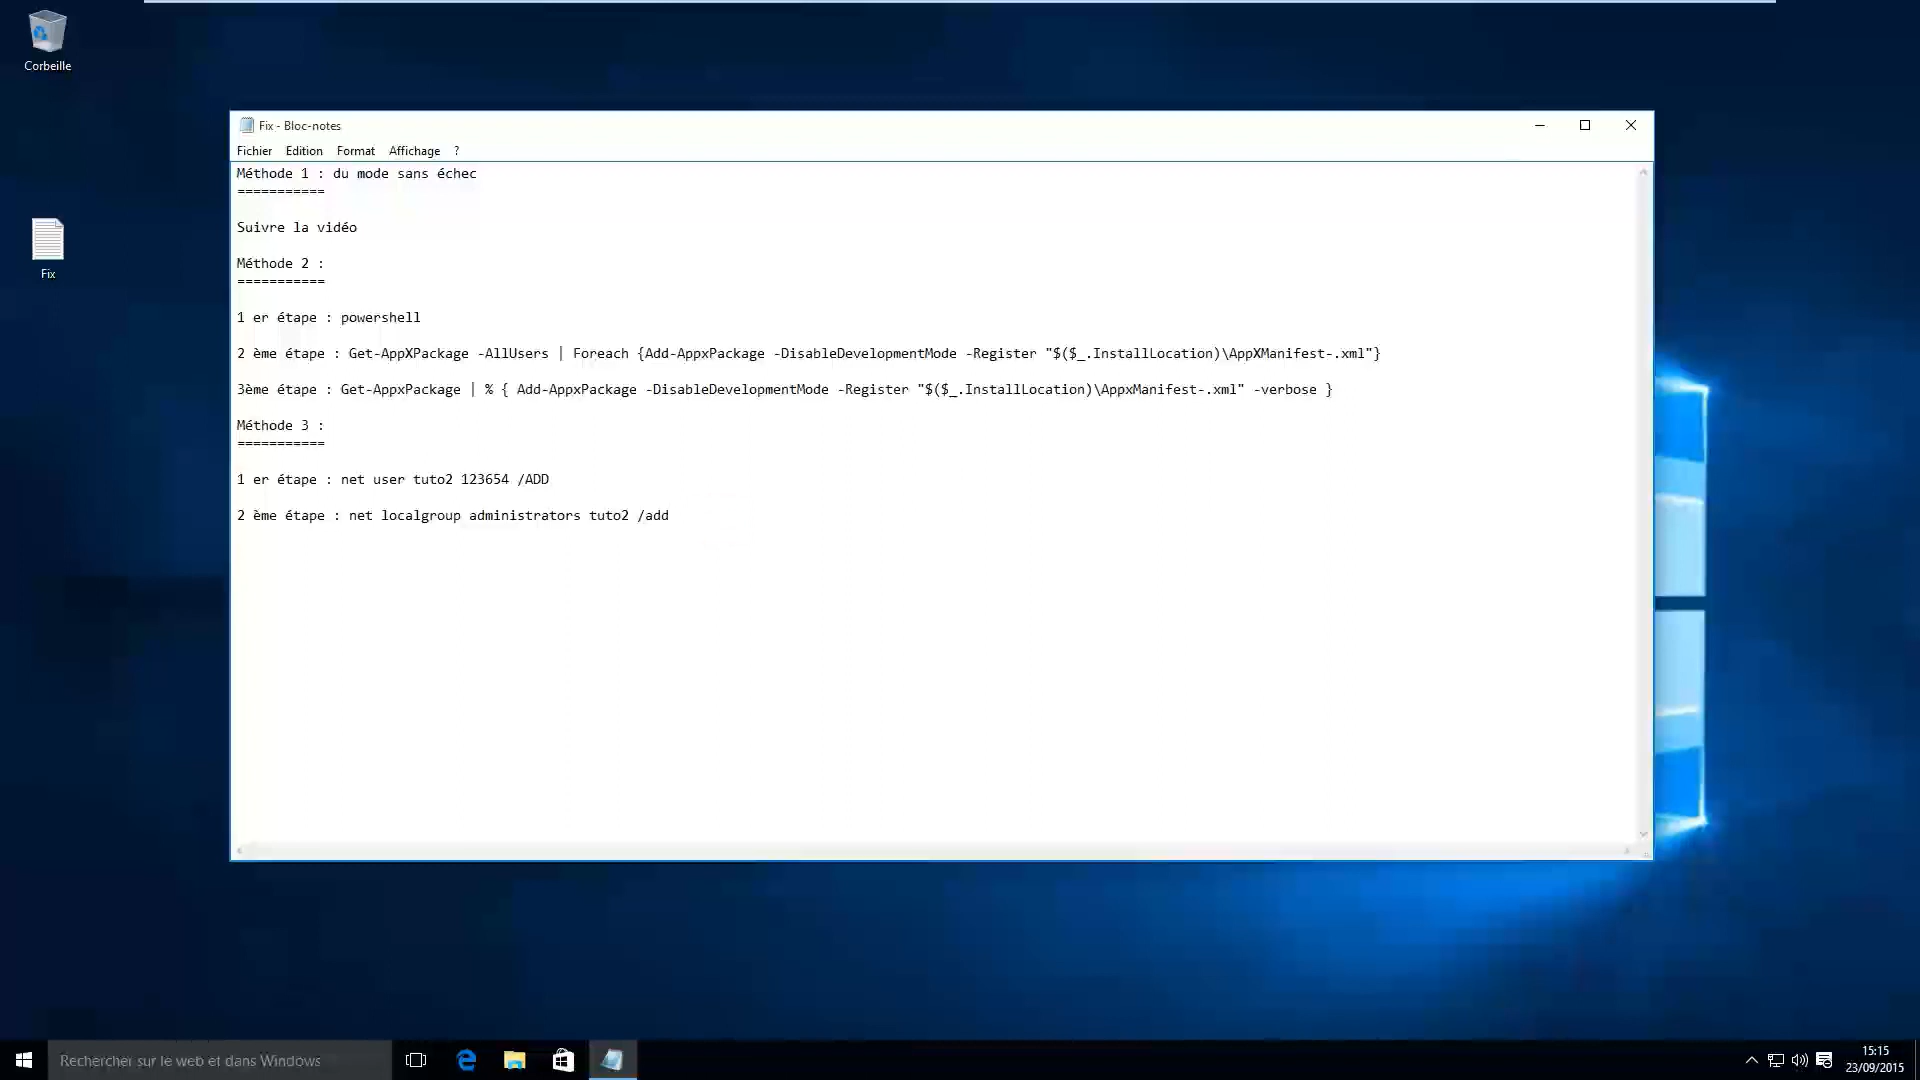 Corbeille
Fix
Fix - Bloc-notes
Fichier Edition Format Affichage ?
Méthode 1 : du mode sans échec
===========
Suivre la vidéo
Méthode 2 :
===========
1 er étape : powershell
2 ème étape : Get-AppXPackage -AllUsers | Foreach {Add-AppxPackage -DisableDevelopmentMode -Register "$($_.InstallLocation)\AppXManifest-.xml"}
3ème étape : Get-AppxPackage | % { Add-AppxPackage -DisableDevelopmentMode -Register "$($_.InstallLocation)\AppxManifest-.xml" -verbose }
Méthode 3 :
===========
1 er étape : net user tuto2 123654 /ADD
2 ème étape : net localgroup administrators tuto2 /add
Rechercher sur le web et dans Windows
15:15
23/09/2015